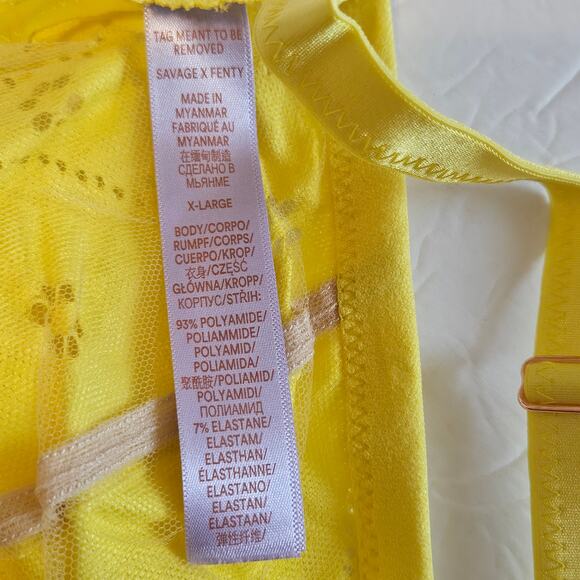 TAG MEANT TO BE
REMOVED
SAVAGE X FENTY
MADE IN
MYANMAR
FABRIQUÉ AU
MYANMAR
在缅甸制造
СДЕЛАНО В
МЬЯНМЕ
X-LARGE
BODY/CORPO/
RUMPF/CORPS/
CUERPO/KROP/
衣身/CZĘŚĆ
GŁÓWNA/KROPP/
КОРПУС/STŘIH:
93% POLYAMIDE/
POLIAMMIDE/
POLYAMID/
POLIAMIDA/
聚酰胺/POLIAMID/
POLYAMIDI/
ПОЛИАМИД
7% ELASTANE/
ELASTAM/
ELASTHAN/
ÉLASTHANNE/
ELASTANO/
ELASTAN/
ELASTAAN/
弹性纤维/